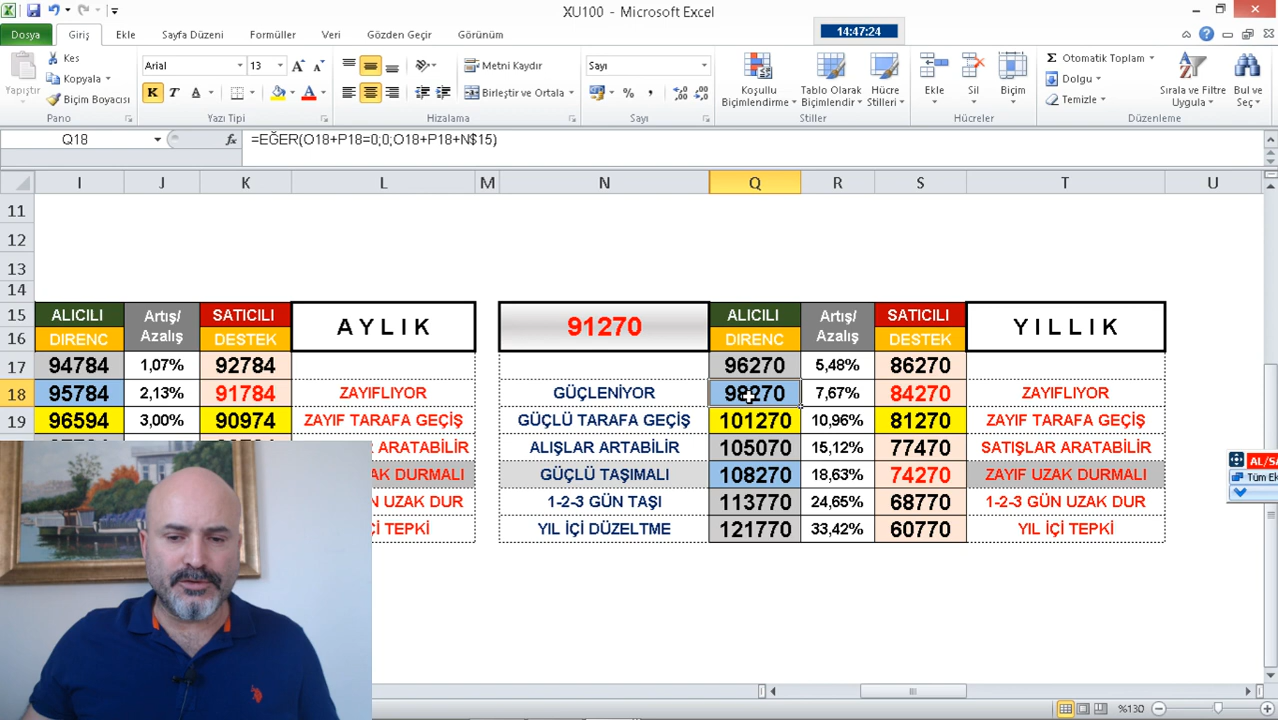 XU100 - Microsoft Excel
Dosya Giriş Ekle Sayfa Düzeni Formüller Veri Gözden Geçir Görünüm 14:47:24
Yapıştır Kes Kopyala Biçim Boyacısı Pano
Arial 13 K T A A A A Yazı Tipi
Metni Kaydır Birleştir ve Ortala Hizalama
Sayı % , Sayı
Koşullu Biçimlendirme Tablo Olarak Biçimlendir Hücre Stilleri Stiller
Ekle Sil Biçim Hücreler
Σ Otomatik Toplam Dolgu Temizle Sırala ve Filtre Uygula Bul ve Seç Düzenleme
Q18 fx =EĞER(O18+P18=0;0;O18+P18+N$15)
I J K L M N Q R S T U
11
12
13
14
15 ALICILI Artış/ SATICILI A Y L I K 91270 ALICILI Artış/ SATICILI Y I L L I K
16 DIRENC Azalış DESTEK DIRENC Azalış DESTEK
17 94784 1,07% 92784 96270 5,48% 86270
18 95784 2,13% 91784 ZAYIFLIYOR GÜÇLENİYOR 98270 7,67% 84270 ZAYIFLIYOR
19 96594 3,00% 90974 ZAYIF TARAFA GEÇİŞ GÜÇLÜ TARAFA GEÇİŞ 101270 10,96% 81270 ZAYIF TARAFA GEÇİŞ
ARATABİLİR ALIŞLAR ARTABİLİR 105070 15,12% 77470 SATIŞLAR ARATABİLİR
DURMALI GÜÇLÜ TAŞIMALI 108270 18,63% 74270 ZAYIF UZAK DURMALI
UZAK DUR 1-2-3 GÜN TAŞI 113770 24,65% 68770 1-2-3 GÜN UZAK DUR
TEPKİ YIL İÇİ DÜZELTME 121770 33,42% 60770 YIL İÇİ TEPKİ
AL/SA
Tüm Ek
%130